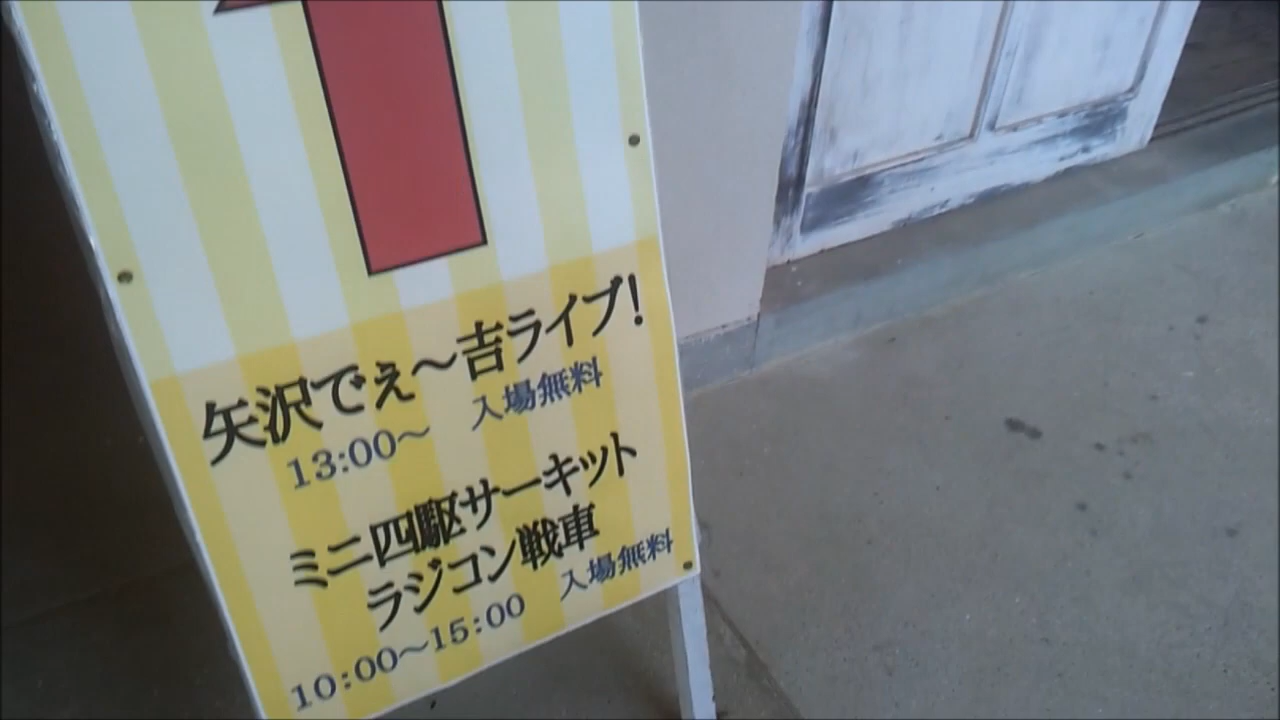 矢沢でぇ〜吉ライブ!
13:00〜 入場無料
ミニ四駆サーキット
ラジコン戦車
10:00〜15:00 入場無料